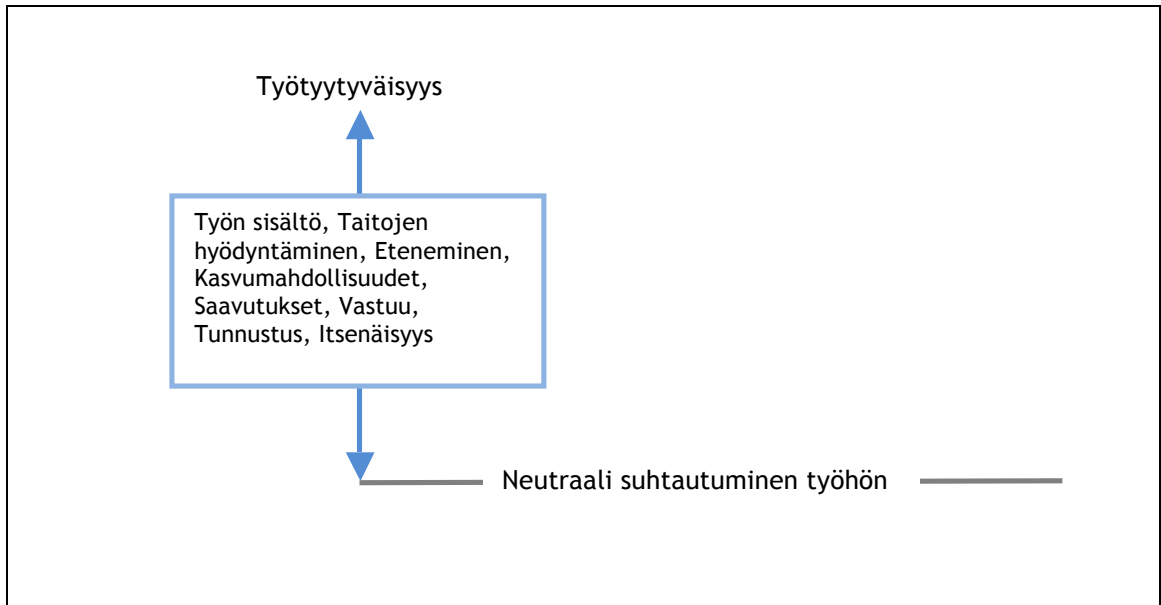 Työtyytyväisyys
Työn sisältö, Taitojen
hyödyntäminen, Eteneminen,
Kasvumahdollisuudet,
Saavutukset, Vastuu,
Tunnustus, Itsenäisyys
Neutraali suhtautuminen työhön